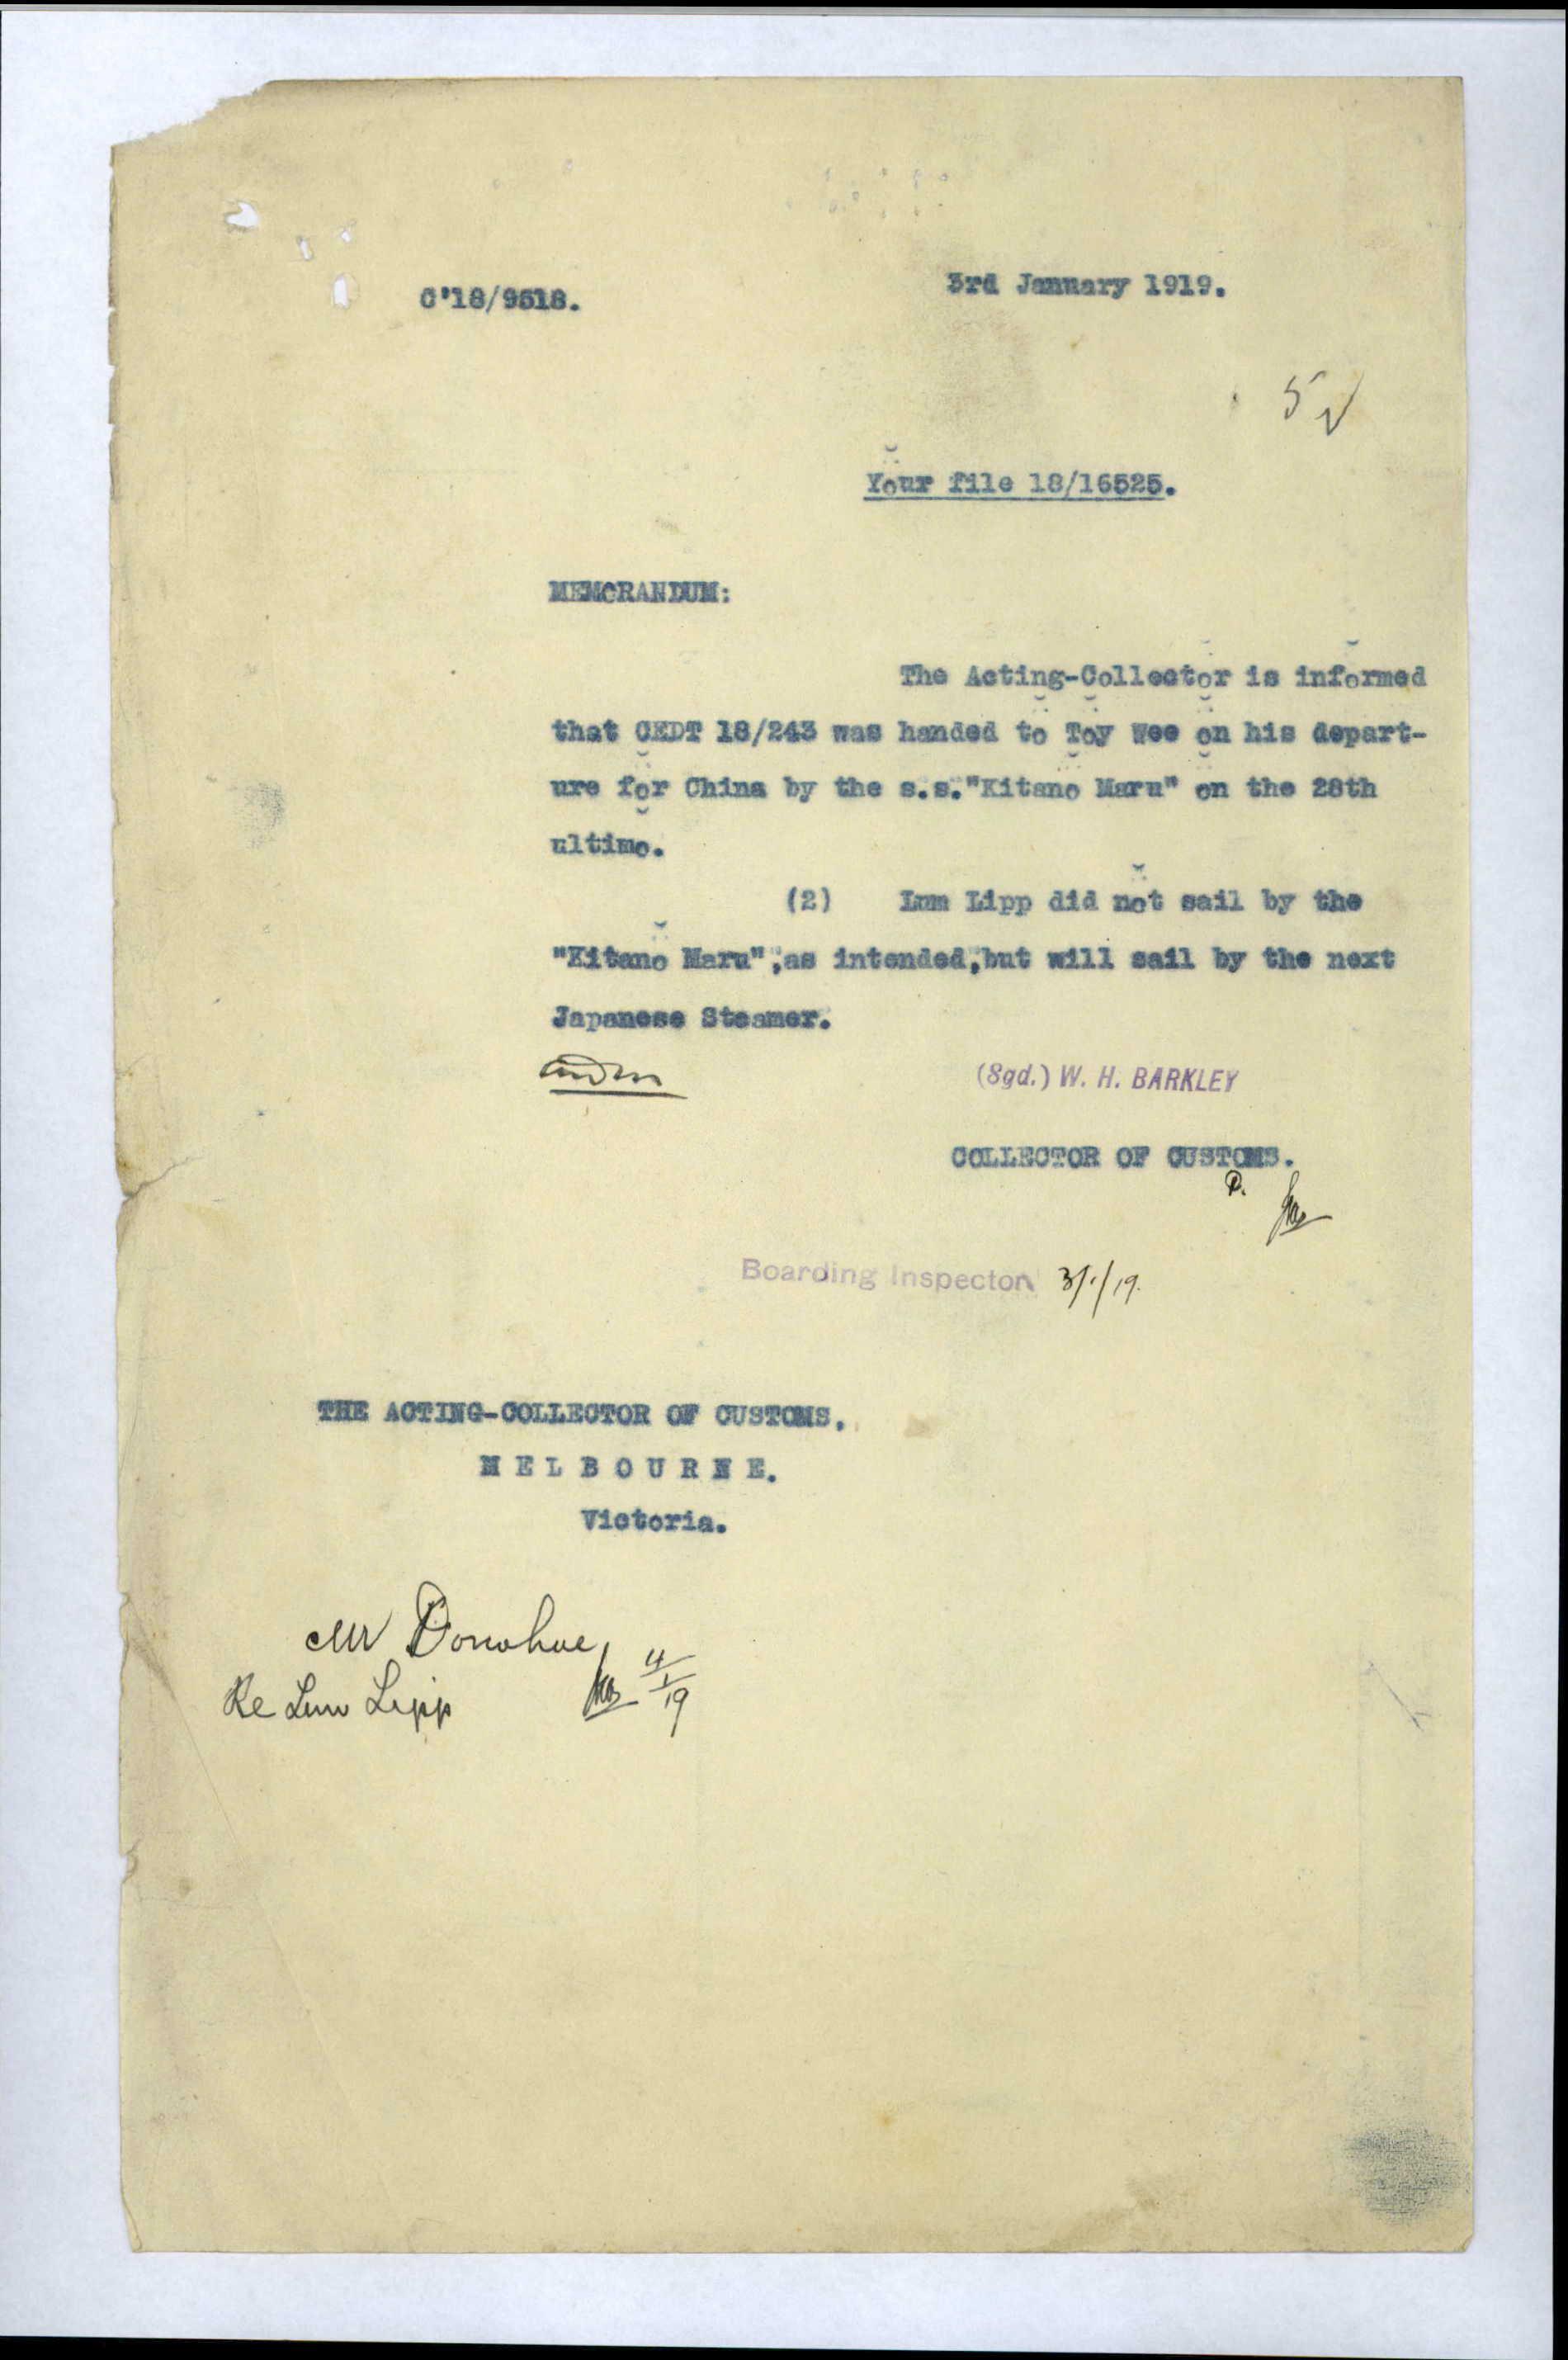 C'18/9518.
3rd January 1919.
5
Your file 18/16525.
MEMORANDUM:
The Acting-Collector is informed
that CEDT 18/243 was handed to Toy Wee on his depart-
ure for China by the s.s."Kitano Maru" on the 28th
ultimo.
(2) Lum Lipp did not sail by the
"Kitano Maru",as intended,but will sail by the next
Japanese Steamer.
(Sgd.) W. H. BARKLEY
COLLECTOR OF CUSTOMS.
P.
Boarding Inspector 3/1/19.
THE ACTING-COLLECTOR OF CUSTOMS.
MELBOURNE.
Victoria.
Mr Donohue
Re Lum Lipp
4/1/19